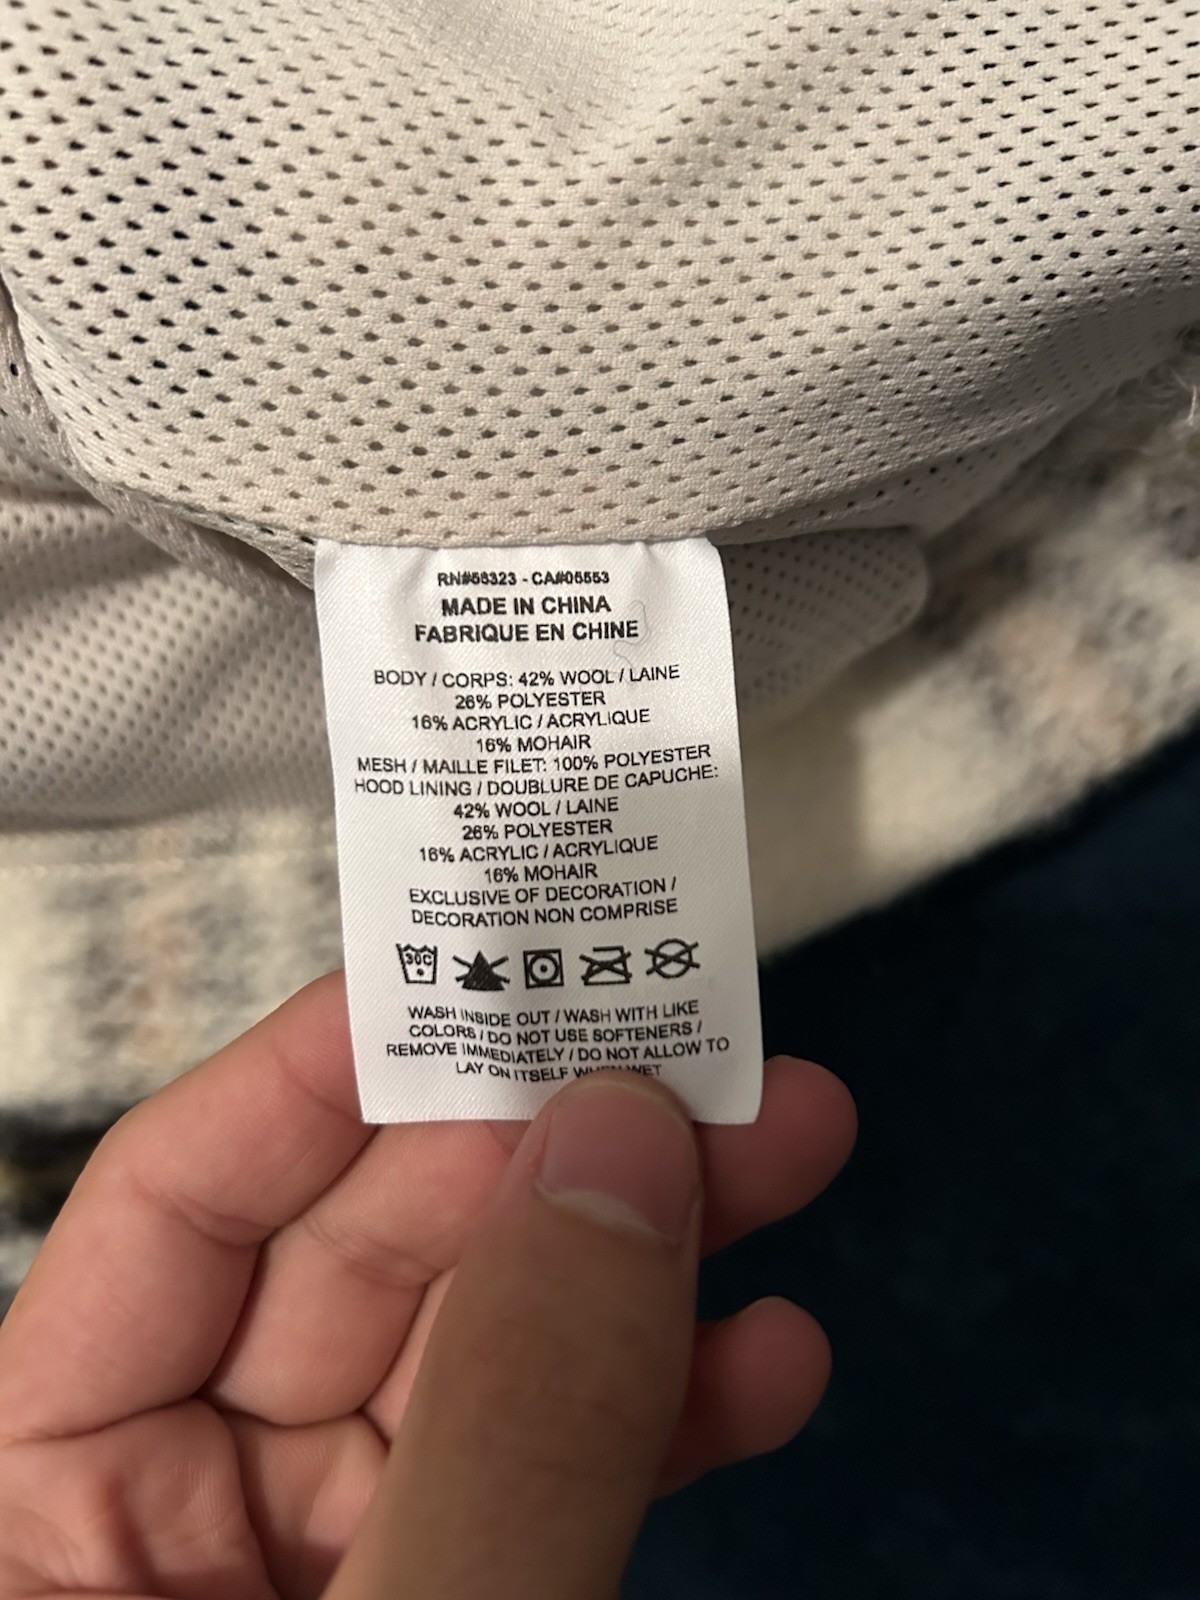 RN#56323 - CA#05553
MADE IN CHINA
FABRIQUE EN CHINE
BODY / CORPS: 42% WOOL / LAINE
26% POLYESTER
16% ACRYLIC / ACRYLIQUE
16% MOHAIR
MESH / MAILLE FILET: 100% POLYESTER
HOOD LINING / DOUBLURE DE CAPUCHE:
42% WOOL / LAINE
26% POLYESTER
16% ACRYLIC / ACRYLIQUE
16% MOHAIR
EXCLUSIVE OF DECORATION /
DECORATION NON COMPRISE
30C
WASH INSIDE OUT / WASH WITH LIKE
COLORS / DO NOT USE SOFTENERS /
REMOVE IMMEDIATELY / DO NOT ALLOW TO
LAY ON ITSELF WHEN WET